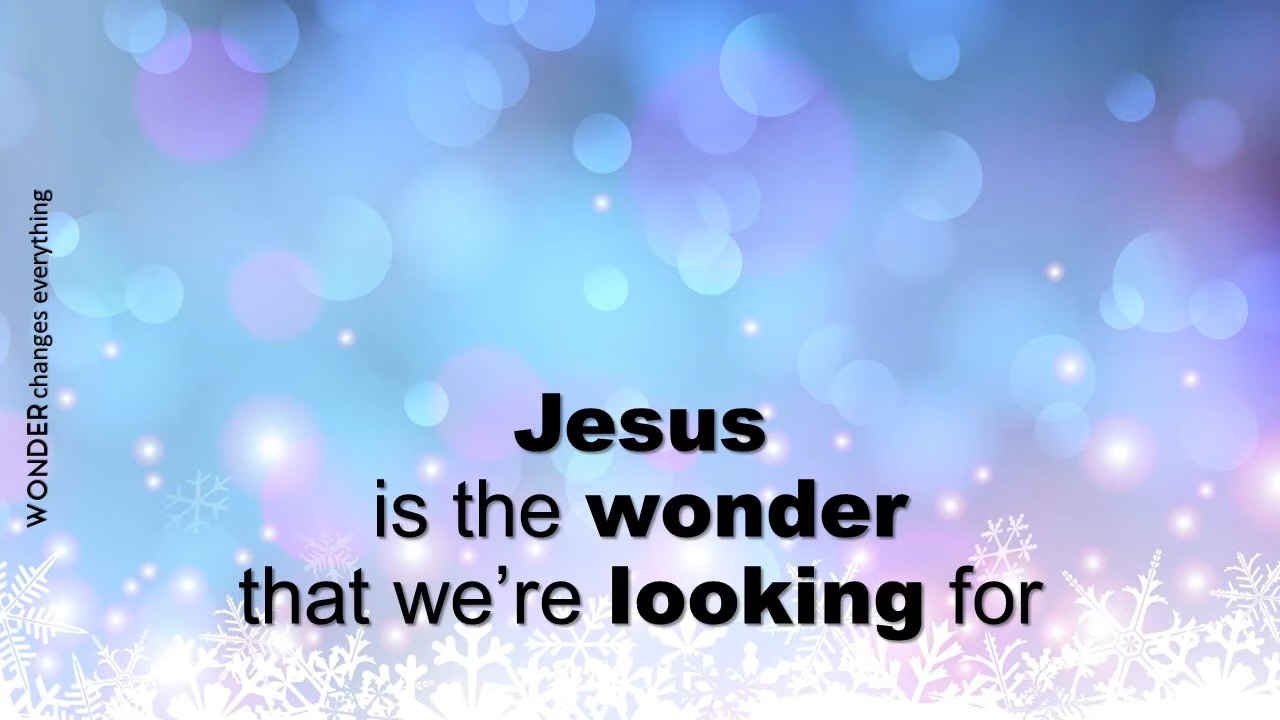 WONDER changes everything
Jesus
is the wonder
that we’re looking for